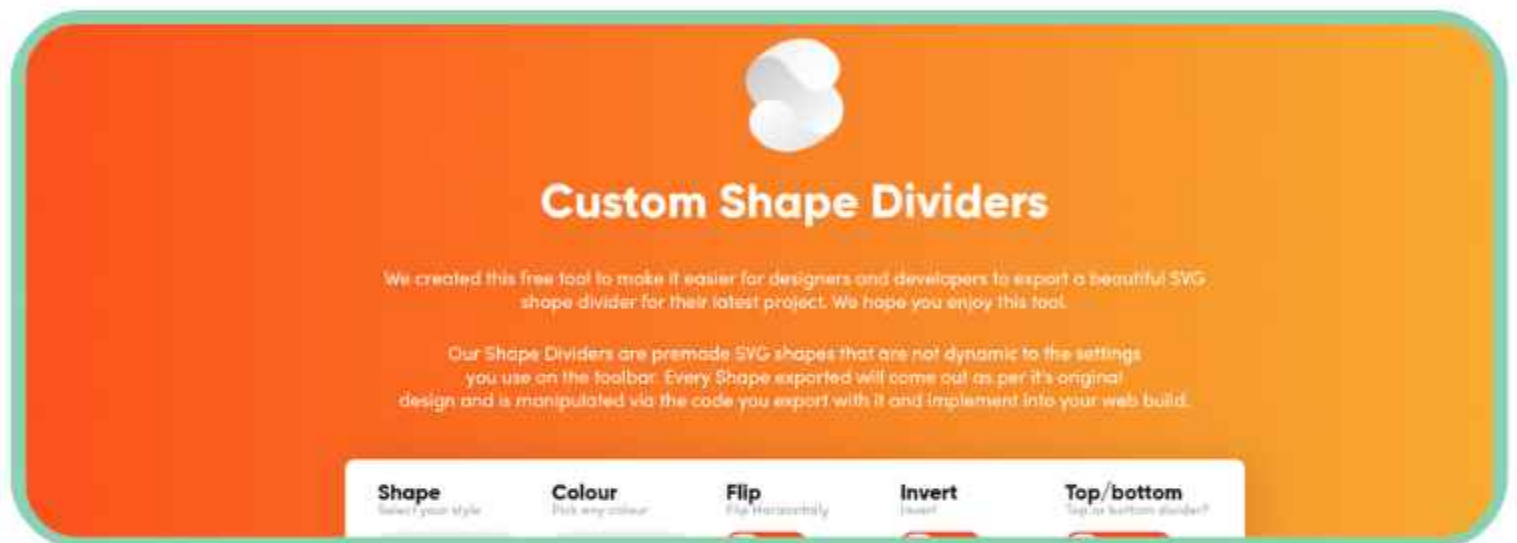 Custom Shape Dividers
We created this free tool to make it easier for designers and developers to export a beautiful SVG
shape divider for their latest project. We hope you enjoy this tool.
Our Shape Dividers are premade SVG shapes that are not dynamic to the settings
you use on the toolbar. Every Shape exported will come out as per it's original
design and is manipulated via the code you export with it and implement into your web build.
Shape Colour Flip Invert Top/bottom
Select your style Pick any colour Flip Horizontally Invert Top or bottom divider?